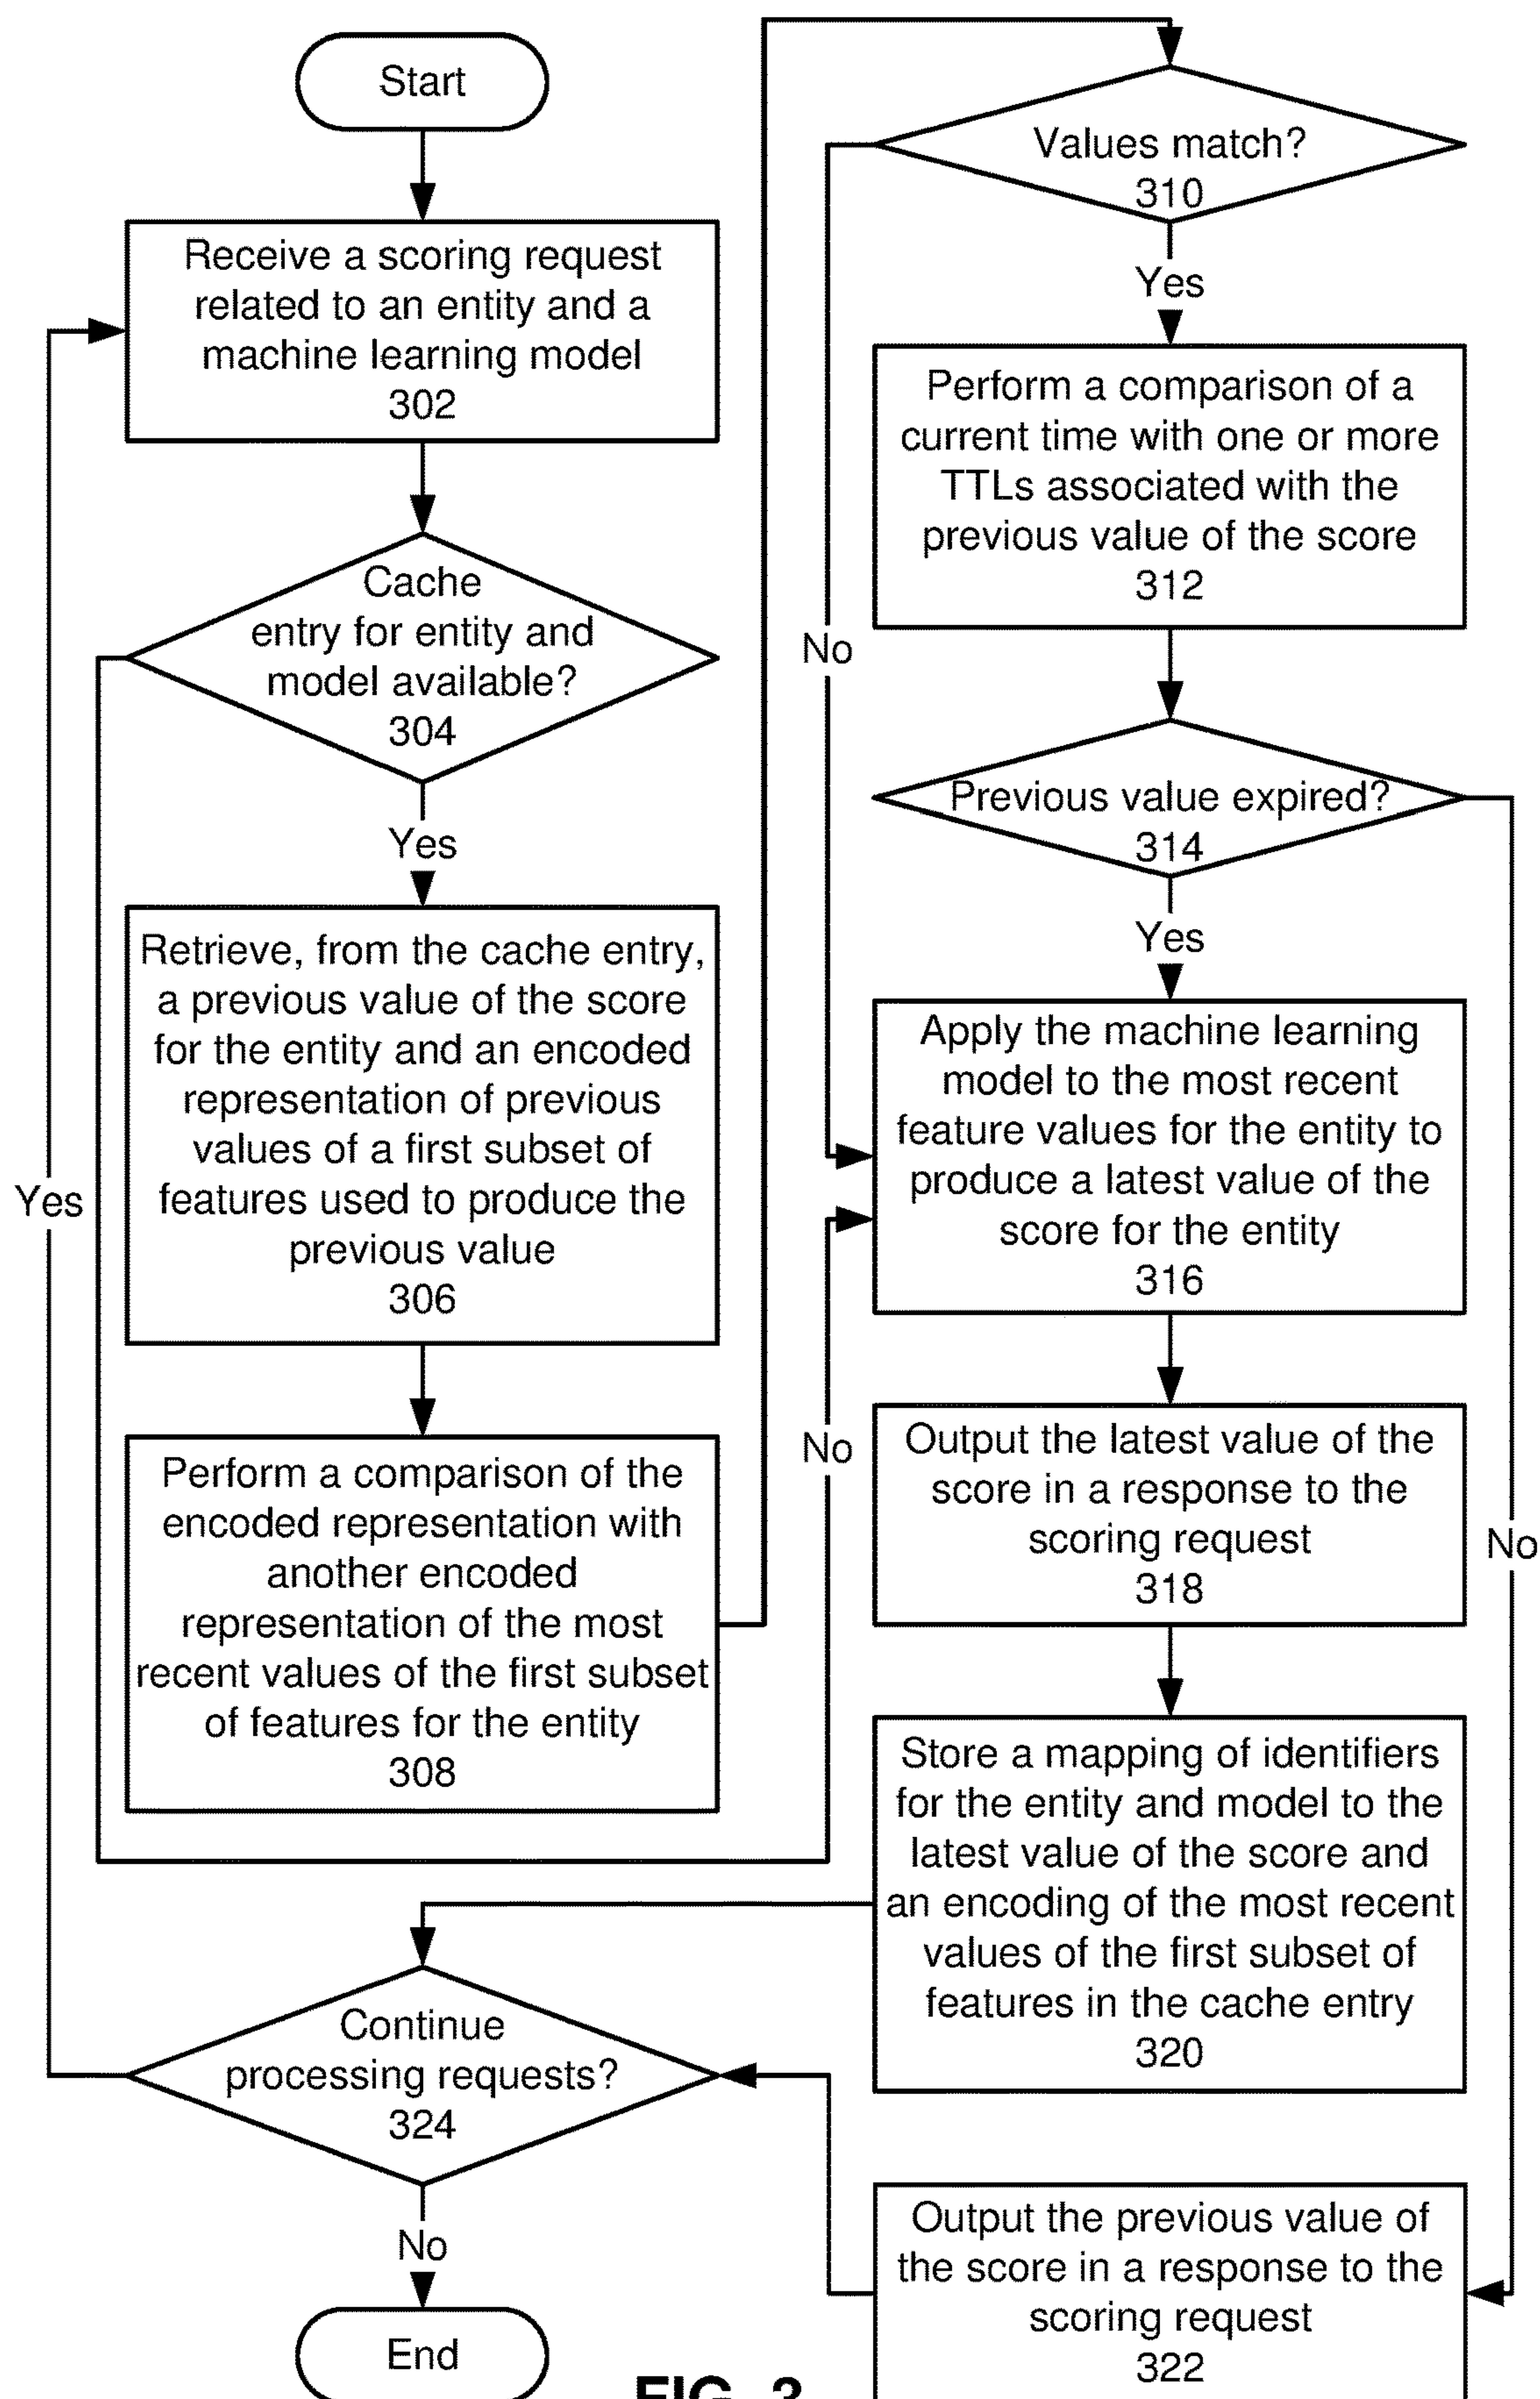 Start
Receive a scoring request
related to an entity and a
machine learning model
302
Cache
entry for entity and
model available?
304
Yes
Retrieve, from the cache entry,
a previous value of the score
for the entity and an encoded
representation of previous
values of a first subset of
features used to produce the
previous value
306
Perform a comparison of the
encoded representation with
another encoded
representation of the most
recent values of the first subset
of features for the entity
308
Values match?
310
Yes
No
Perform a comparison of a
current time with one or more
TTLs associated with the
previous value of the score
312
Previous value expired?
314
Yes
No
Apply the machine learning
model to the most recent
feature values for the entity to
produce a latest value of the
score for the entity
316
No
Output the latest value of the
score in a response to the
scoring request
318
Store a mapping of identifiers
for the entity and model to the
latest value of the score and
an encoding of the most recent
values of the first subset of
features in the cache entry
320
Output the previous value of
the score in a response to the
scoring request
322
Continue
processing requests?
324
Yes
No
End
FIG. 3